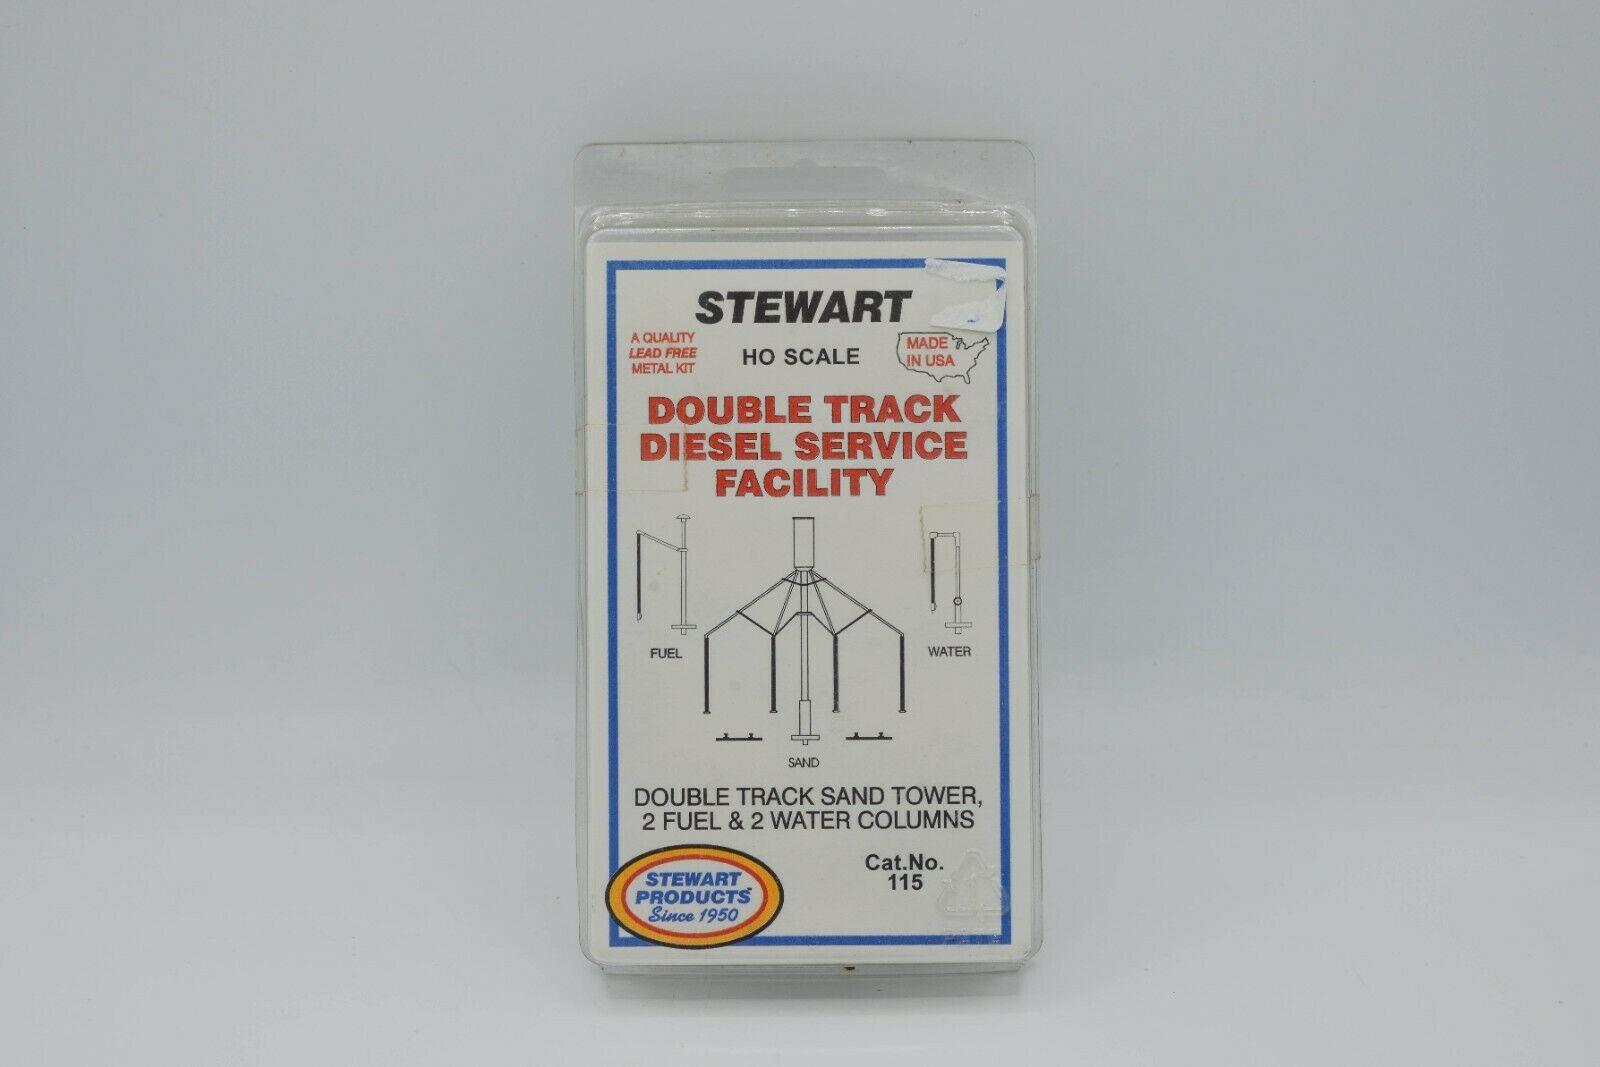 STEWART
A QUALITY
LEAD FREE
METAL KIT
HO SCALE
MADE
IN USA
DOUBLE TRACK
DIESEL SERVICE
FACILITY
FUEL
WATER
SAND
DOUBLE TRACK SAND TOWER,
2 FUEL & 2 WATER COLUMNS
Cat.No.
115
STEWART
PRODUCTS™
Since 1950